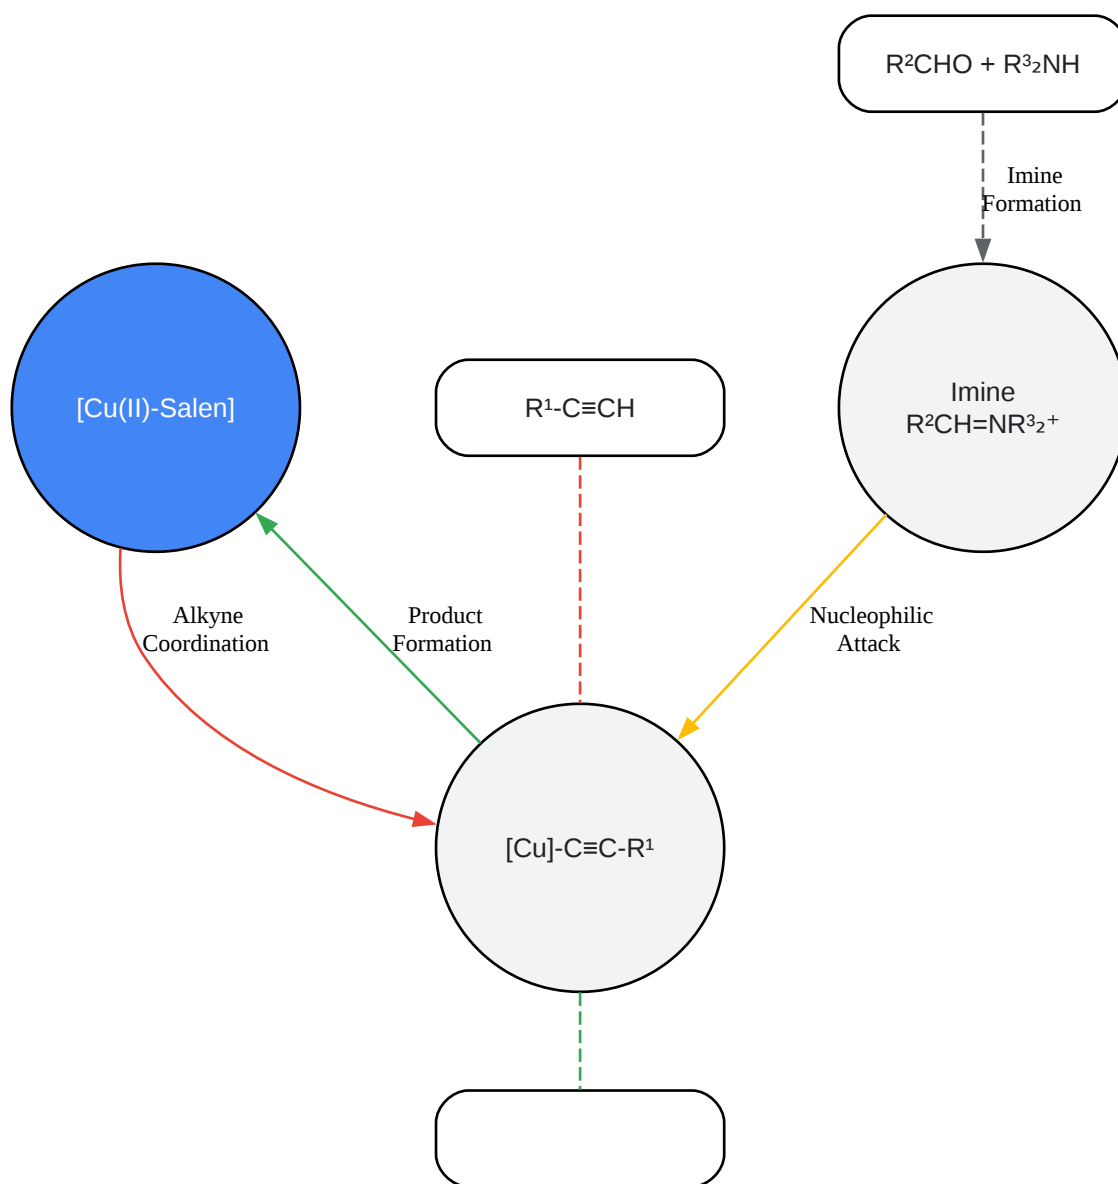 R²CHO + R³₂NH
Imine
Formation
[Cu(II)-Salen]
R¹-C≡CH
Imine
R²CH=NR³₂⁺
Alkyne
Coordination
Product
Formation
Nucleophilic
Attack
[Cu]-C≡C-R¹